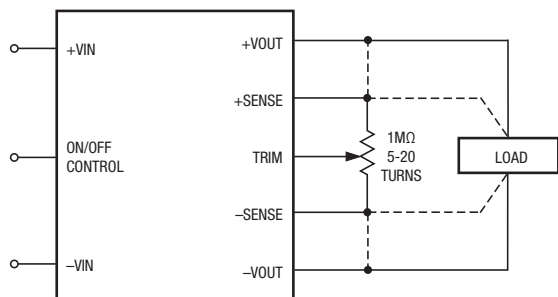 +VIN
ON/OFF
CONTROL
–VIN
+VOUT
+SENSE
TRIM
–SENSE
–VOUT
1MΩ
5-20
TURNS
LOAD